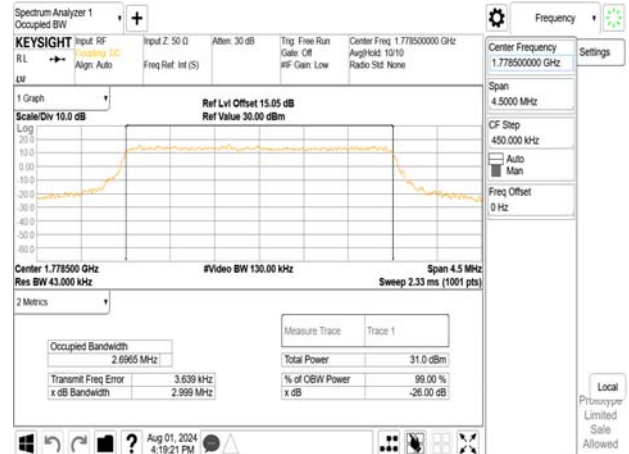 Spectrum Analyzer 1
Occupied BW
+
Frequency
KEYSIGHT
Input: RF
Coupling: DC
Align: Auto
Input Z: 50 Ω
Freq Ref: Int (S)
Atten: 30 dB
Trig: Free Run
Gate: Off
#IF Gain: Low
Center Freq: 1.778500000 GHz
Avg|Hold: 10/10
Radio Std: None
RL
LXI
Center Frequency
1.778500000 GHz
Settings
Span
4.5000 MHz
CF Step
450.000 kHz
Auto
Man
Freq Offset
0 Hz
1 Graph
Scale/Div 10.0 dB
Ref Lvl Offset 15.05 dB
Ref Value 30.00 dBm
Log
20.0
10.0
0.00
-10.0
-20.0
-30.0
-40.0
-50.0
-60.0
Center 1.778500 GHz
#Video BW 130.00 kHz
Span 4.5 MHz
Res BW 43.000 kHz
Sweep 2.33 ms (1001 pts)
2 Metrics
Measure Trace
Trace 1
Occupied Bandwidth
2.6965 MHz
Total Power
31.0 dBm
Transmit Freq Error
3.639 kHz
% of OBW Power
99.00 %
x dB Bandwidth
2.999 MHz
x dB
-26.00 dB
Local
Prototype
Limited
Sale
Allowed
?
Aug 01, 2024
4:19:21 PM